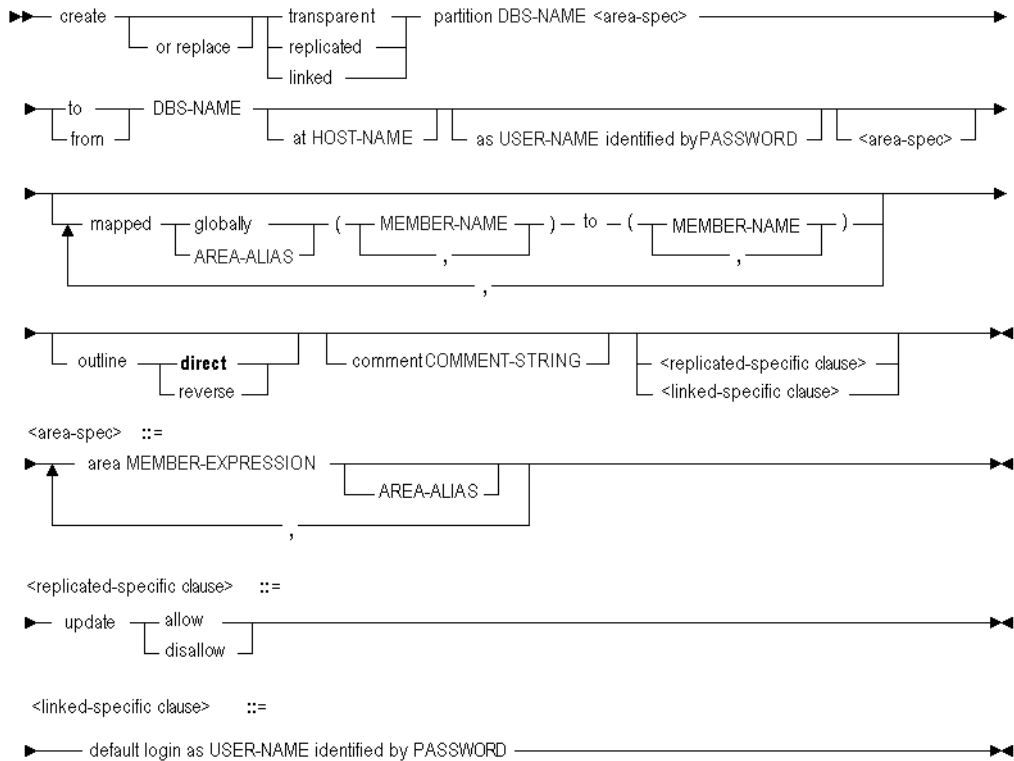 create transparent partition DBS-NAME <area-spec>
or replace replicated
linked
to DBS-NAME
from at HOST-NAME as USER-NAME identified byPASSWORD <area-spec>
mapped globally ( MEMBER-NAME ) to ( MEMBER-NAME )
AREA-ALIAS , ,
,
outline direct commentCOMMENT-STRING <replicated-specific clause>
reverse <linked-specific clause>
<area-spec> ::=
area MEMBER-EXPRESSION
AREA-ALIAS
,
<replicated-specific clause> ::=
update allow
disallow
<linked-specific clause> ::=
default login as USER-NAME identified by PASSWORD